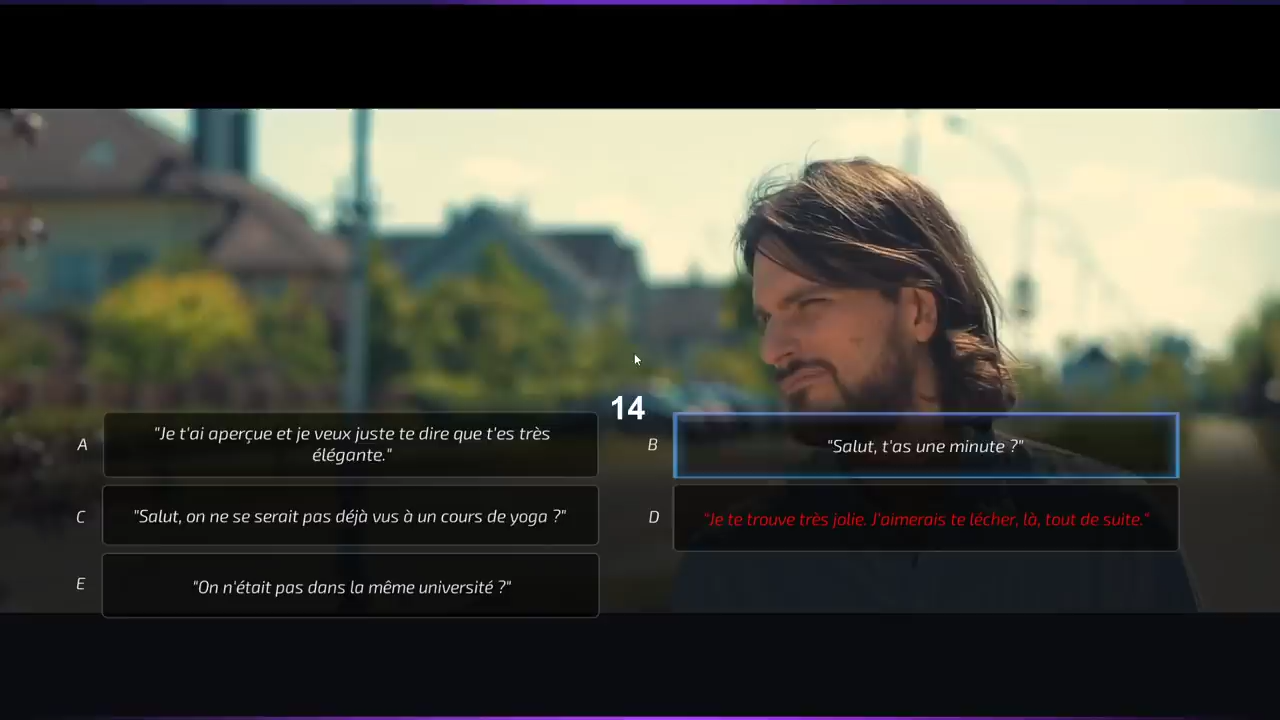 14
A
"Je t'ai aperçue et je veux juste te dire que t'es très
élégante."
B
"Salut, t'as une minute ?"
C
"Salut, on ne se serait pas déjà vus à un cours de yoga ?"
D
"Je te trouve très jolie. J'aimerais te lécher, là, tout de suite."
E
"On n'était pas dans la même université ?"